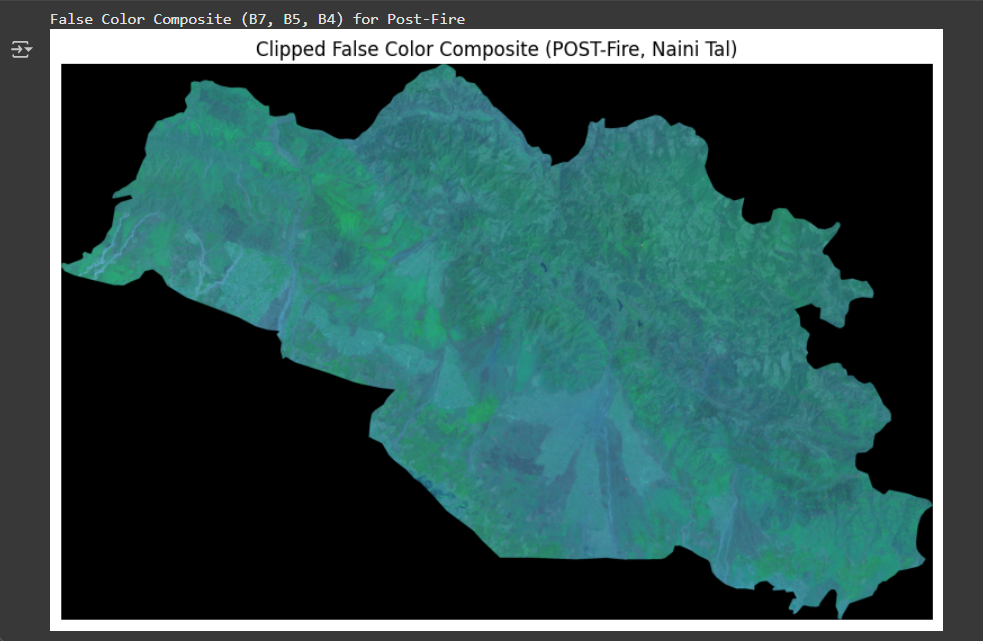 False Color Composite (B7, B5, B4) for Post-Fire
Clipped False Color Composite (POST-Fire, Naini Tal)